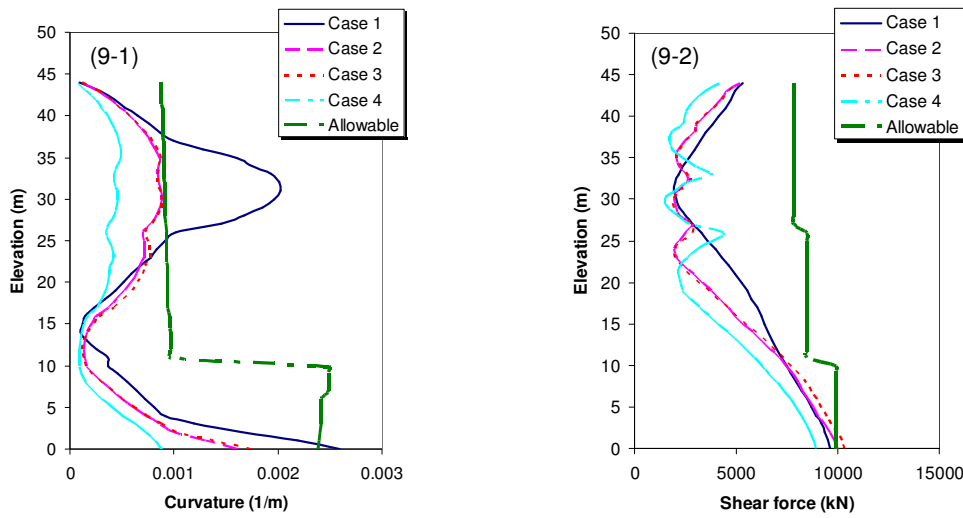 (9-1)
Case 1
Case 2
Case 3
Case 4
Allowable
50
45
40
35
30
25
20
15
10
5
0
Elevation (m)
0
0.001
0.002
0.003
Curvature (1/m)
(9-2)
Case 1
Case 2
Case 3
Case 4
Allowable
50
45
40
35
30
25
20
15
10
5
0
Elevation (m)
0
5000
10000
15000
Shear force (kN)